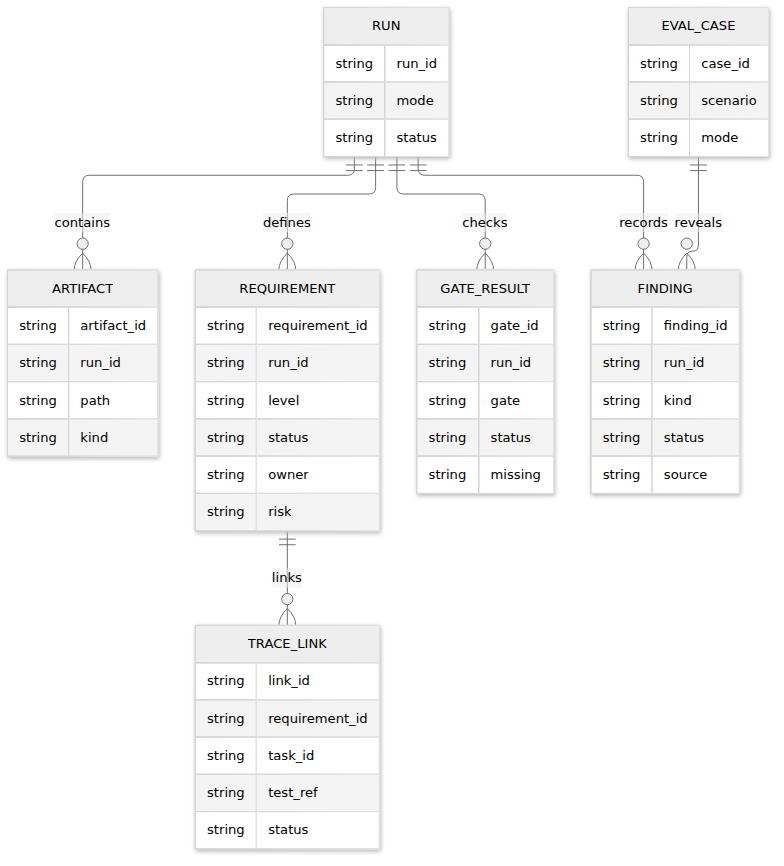 RUN
string run_id
string mode
string status
EVAL_CASE
string case_id
string scenario
string mode
contains
defines
checks
records
reveals
ARTIFACT
string artifact_id
string run_id
string path
string kind
REQUIREMENT
string requirement_id
string run_id
string level
string status
string owner
string risk
GATE_RESULT
string gate_id
string run_id
string gate
string status
string missing
FINDING
string finding_id
string run_id
string kind
string status
string source
links
TRACE_LINK
string link_id
string requirement_id
string task_id
string test_ref
string status